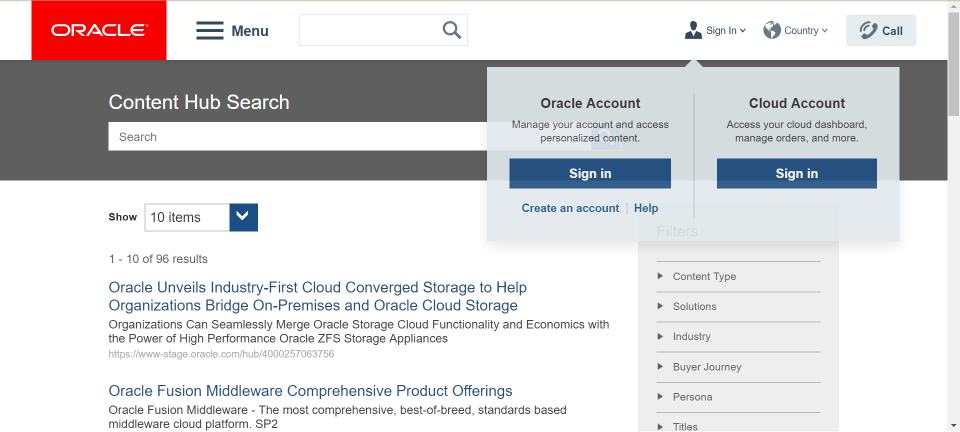 ORACLE
Menu
Sign In
Country
Call
Oracle Account
Manage your account and access
personalized content.
Sign in
Create an account | Help
Cloud Account
Access your cloud dashboard,
manage orders, and more.
Sign in
Content Hub Search
Search
Show
10 items
1 - 10 of 96 results
Oracle Unveils Industry-First Cloud Converged Storage to Help
Organizations Bridge On-Premises and Oracle Cloud Storage
Organizations Can Seamlessly Merge Oracle Storage Cloud Functionality and Economics with
the Power of High Performance Oracle ZFS Storage Appliances
https://www-stage.oracle.com/hub/4000257063756
Oracle Fusion Middleware Comprehensive Product Offerings
Oracle Fusion Middleware - The most comprehensive, best-of-breed, standards based
middleware cloud platform. SP2
Filters
Content Type
Solutions
Industry
Buyer Journey
Persona
Titles